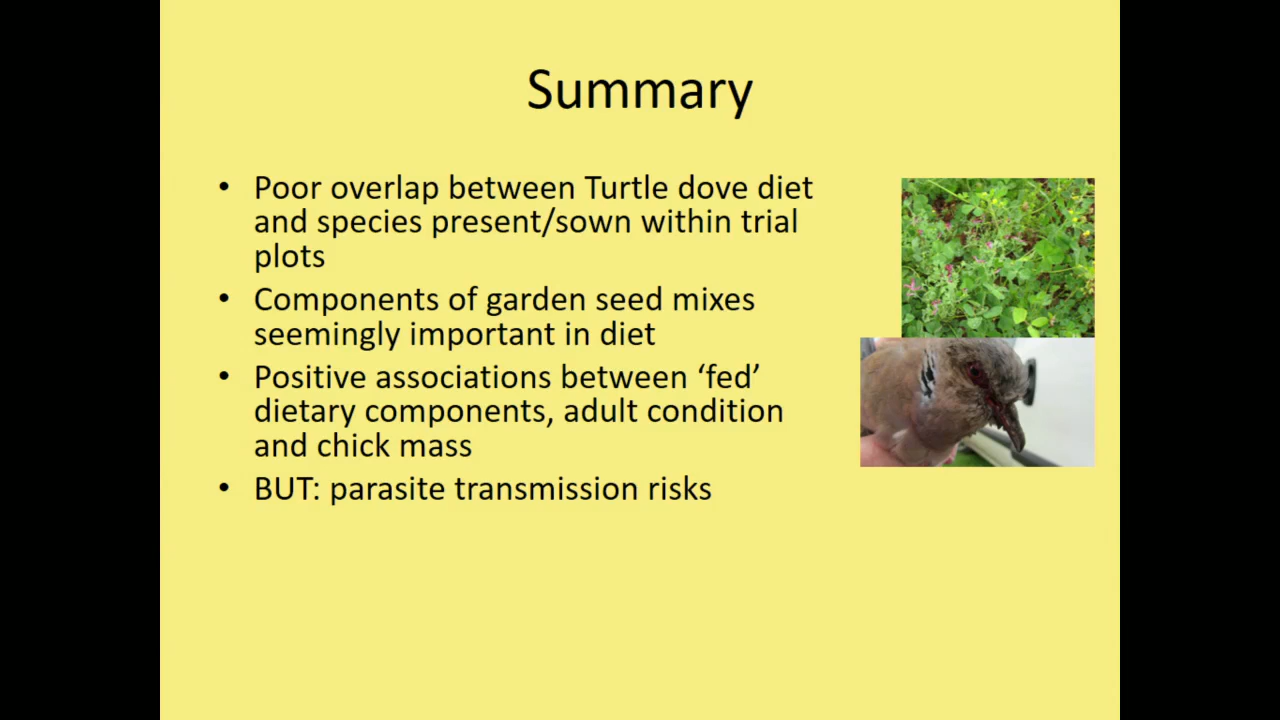 Summary
• Poor overlap between Turtle dove diet
and species present/sown within trial
plots
• Components of garden seed mixes
seemingly important in diet
• Positive associations between ‘fed’
dietary components, adult condition
and chick mass
• BUT: parasite transmission risks